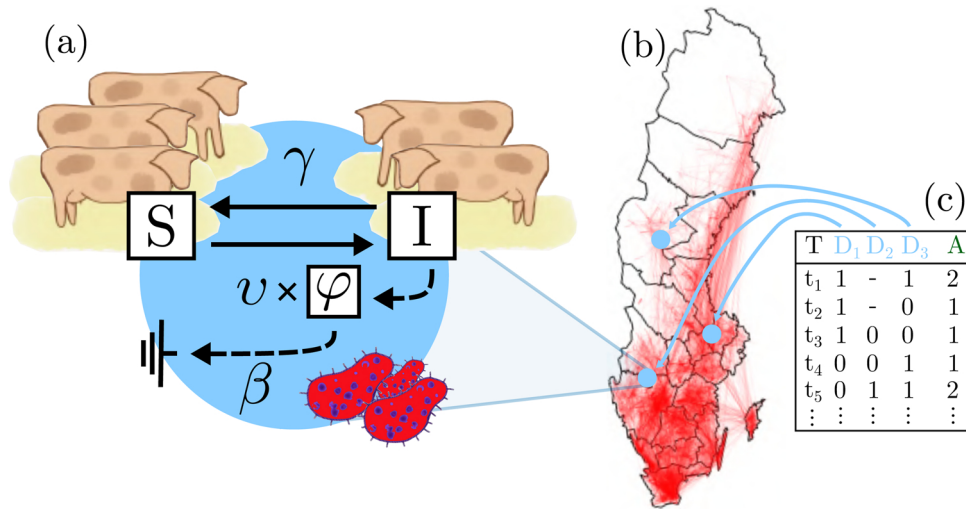 (a)
γ
S I
υ × φ
β
(b)
(c)
T D₁ D₂ D₃ A
t₁ 1 - 1 2
t₂ 1 - 0 1
t₃ 1 0 0 1
t₄ 0 0 1 1
t₅ 0 1 1 2
⋮ ⋮ ⋮ ⋮ ⋮